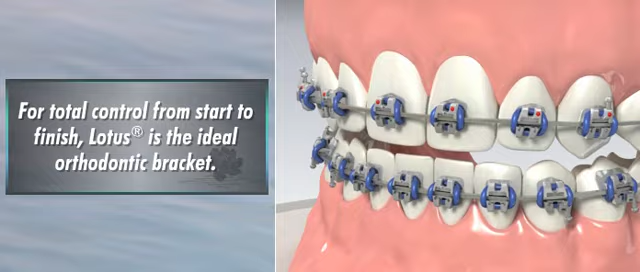 For total control from start to
finish, Lotus® is the ideal
orthodontic bracket.